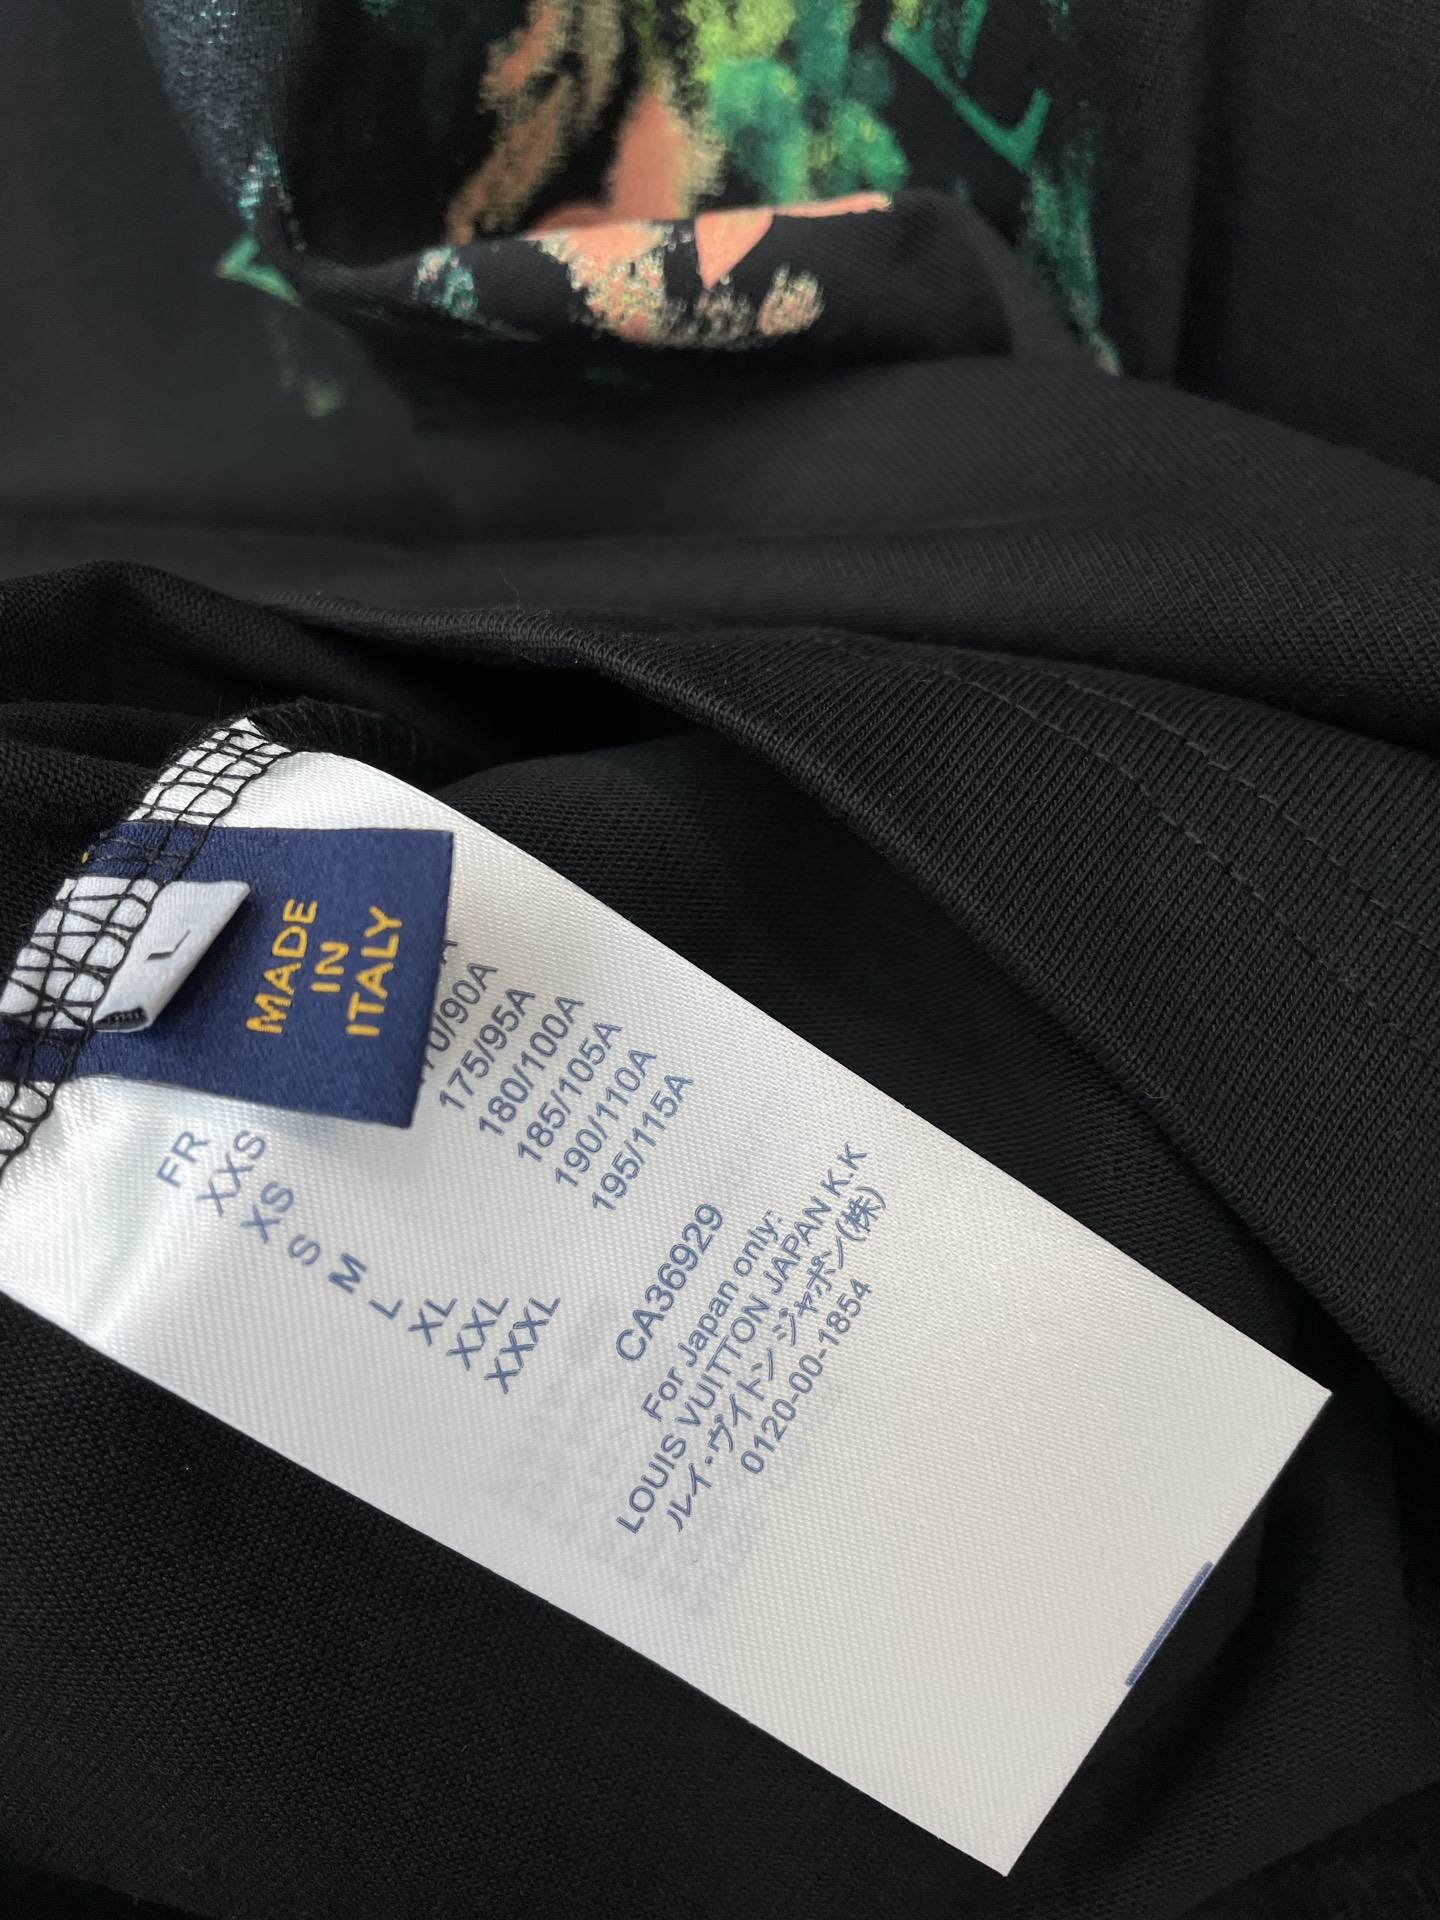 L
MADE
IN
ITALY
FR
XXS
XS
S
M
L
XL
XXL
XXXL
175/95A
180/100A
185/105A
190/110A
195/115A
CA36929
For Japan only:
LOUIS VUITTON JAPAN K.K
ルイ・ヴィトン ジャポン(株)
0120-00-1854